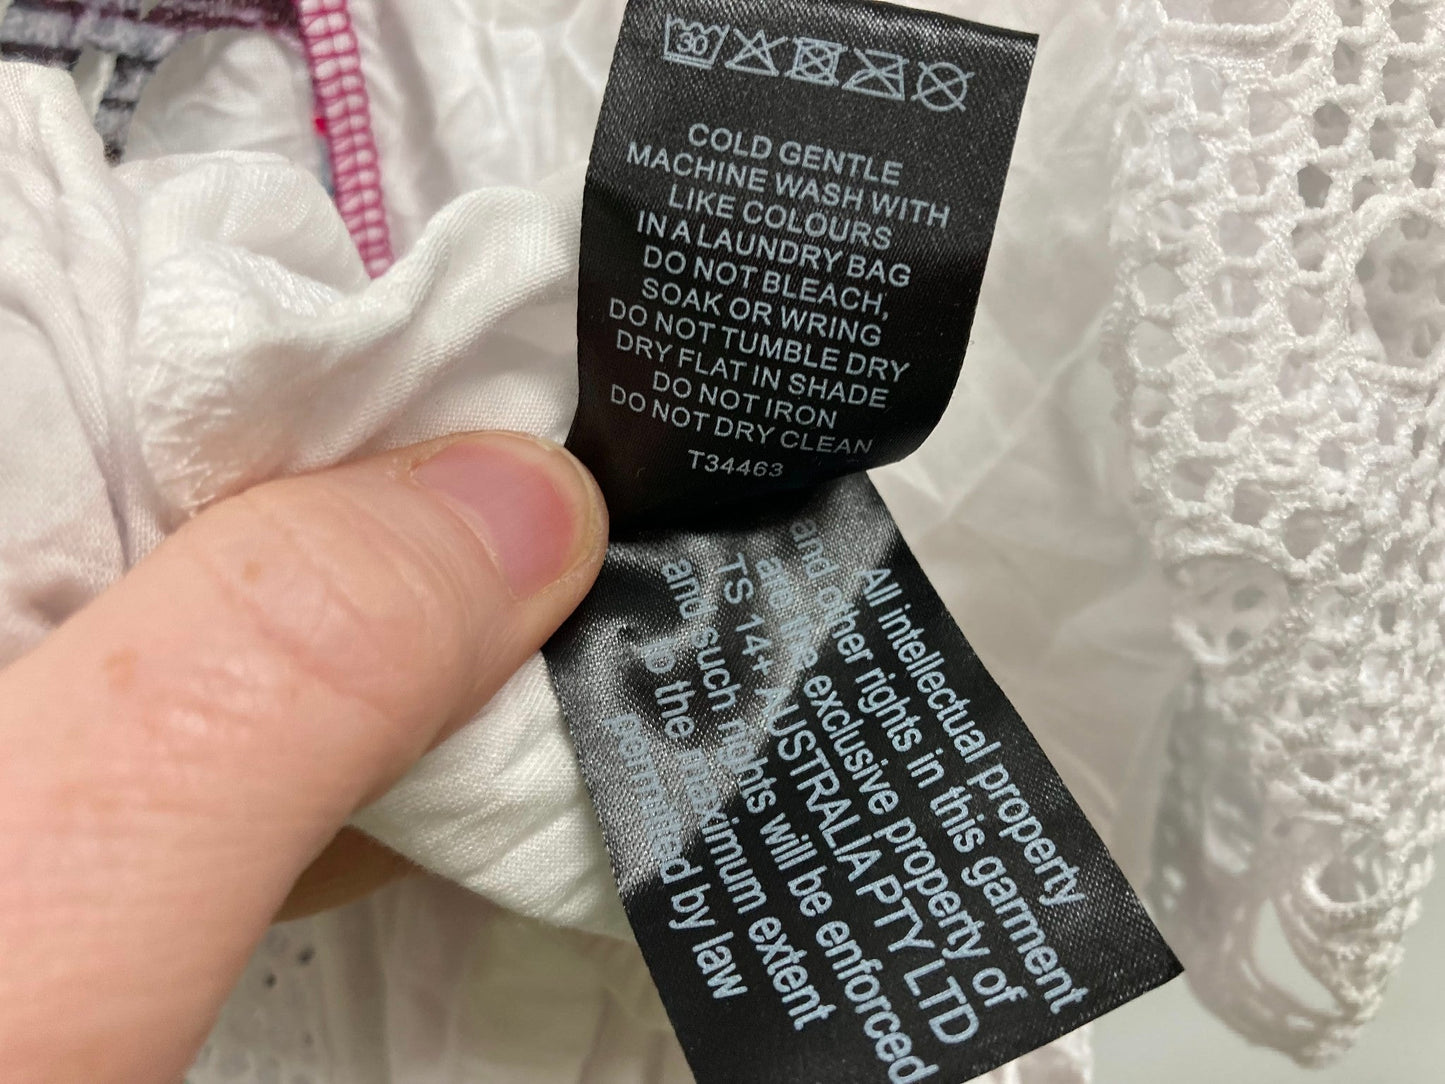 30
COLD GENTLE
MACHINE WASH WITH
LIKE COLOURS
IN A LAUNDRY BAG
DO NOT BLEACH,
SOAK OR WRING
DO NOT TUMBLE DRY
DRY FLAT IN SHADE
DO NOT IRON
DO NOT DRY CLEAN
T34463
All intellectual property
and other rights in this garment
are the exclusive property of
TS 14+ AUSTRALIA PTY LTD
and such rights will be enforced
to the maximum extent
permitted by law